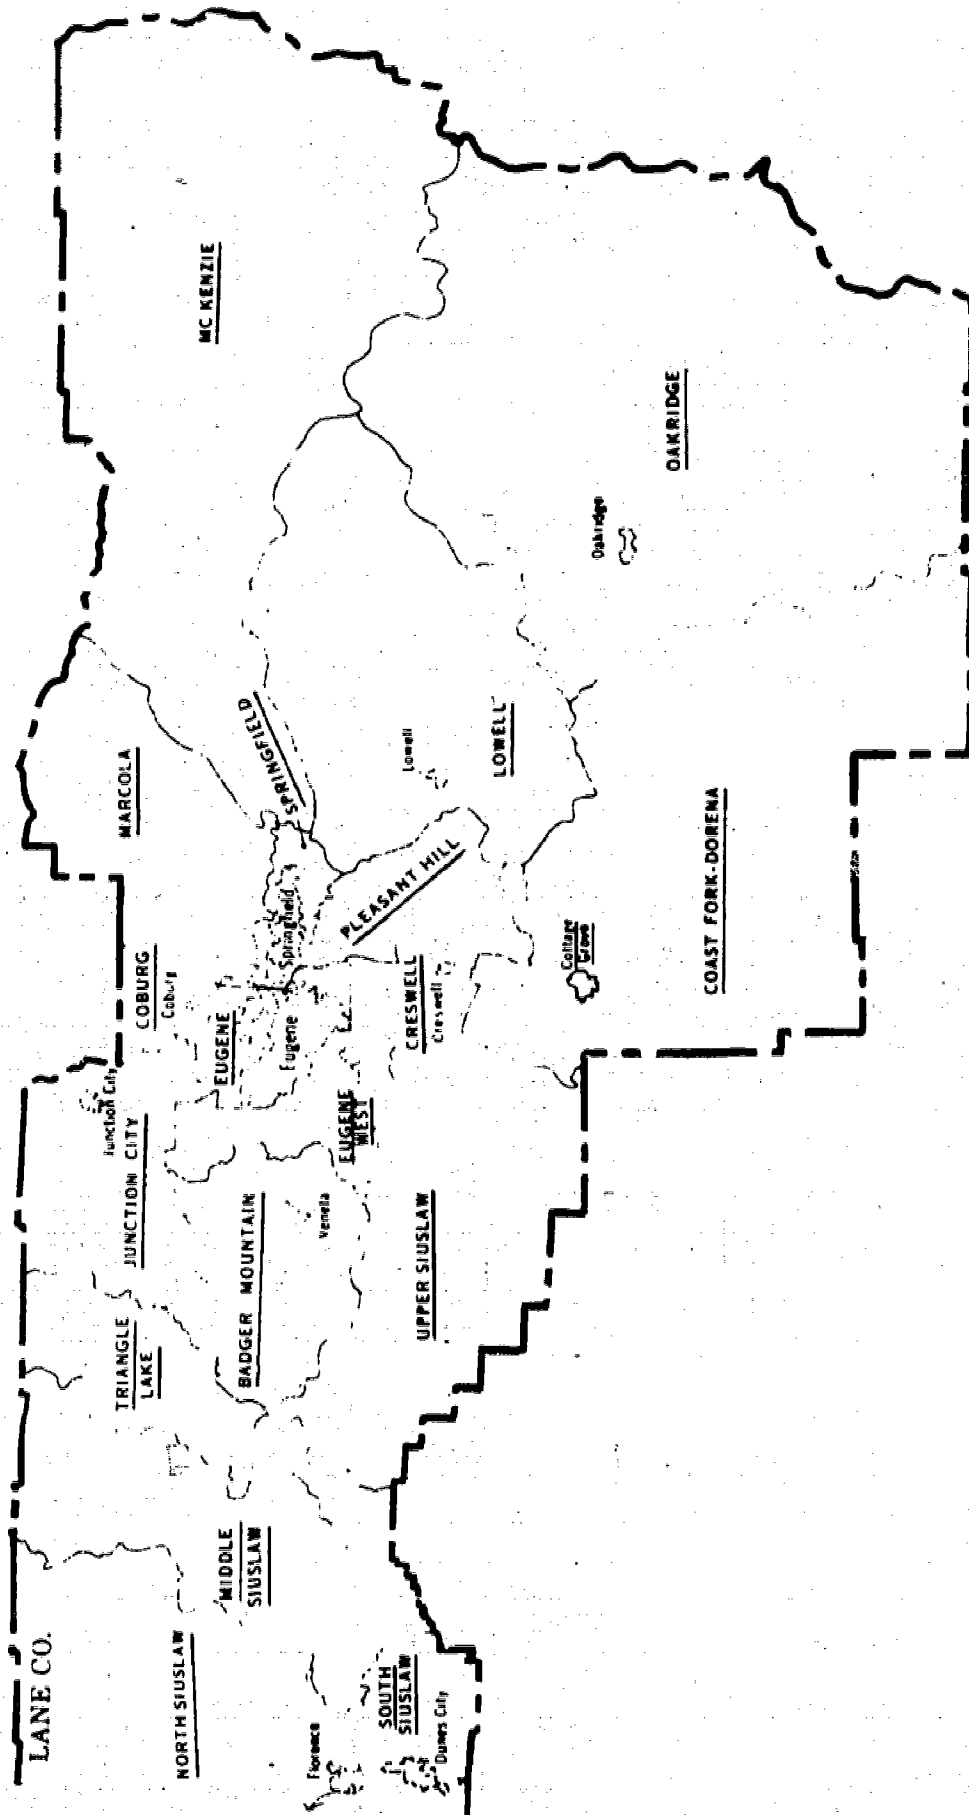 LANE CO.
NORTH SIUSLAW
Florence
SOUTH
SIUSLAW
Dunes City
MIDDLE
SIUSLAW
TRIANGLE
LAKE
BADGER MOUNTAIN
Veneta
UPPER SIUSLAW
JUNCTION CITY
Junction City
EUGENE
WEST
EUGENE
Eugene
COBURG
Coburg
Springfield
CRESWELL
Creswell
PLEASANT HILL
Cottage
Grove
COAST FORK-DORENA
MARCOLA
SPRINGFIELD
Lowell
LOWELL
Oakridge
OAKRIDGE
MC KENZIE